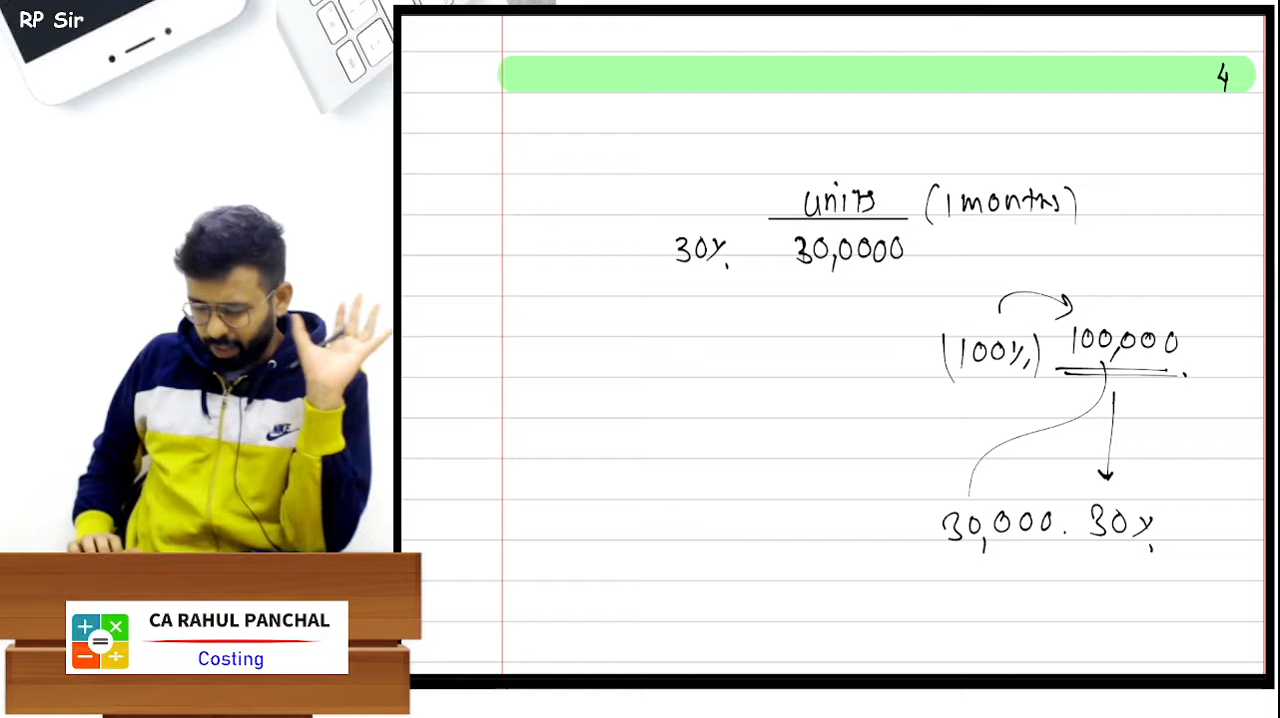 RP Sir
4
units (1 months)
30% 30,0000
(100%) 100,000
30,000. 30%
NIKE
CA RAHUL PANCHAL
Costing